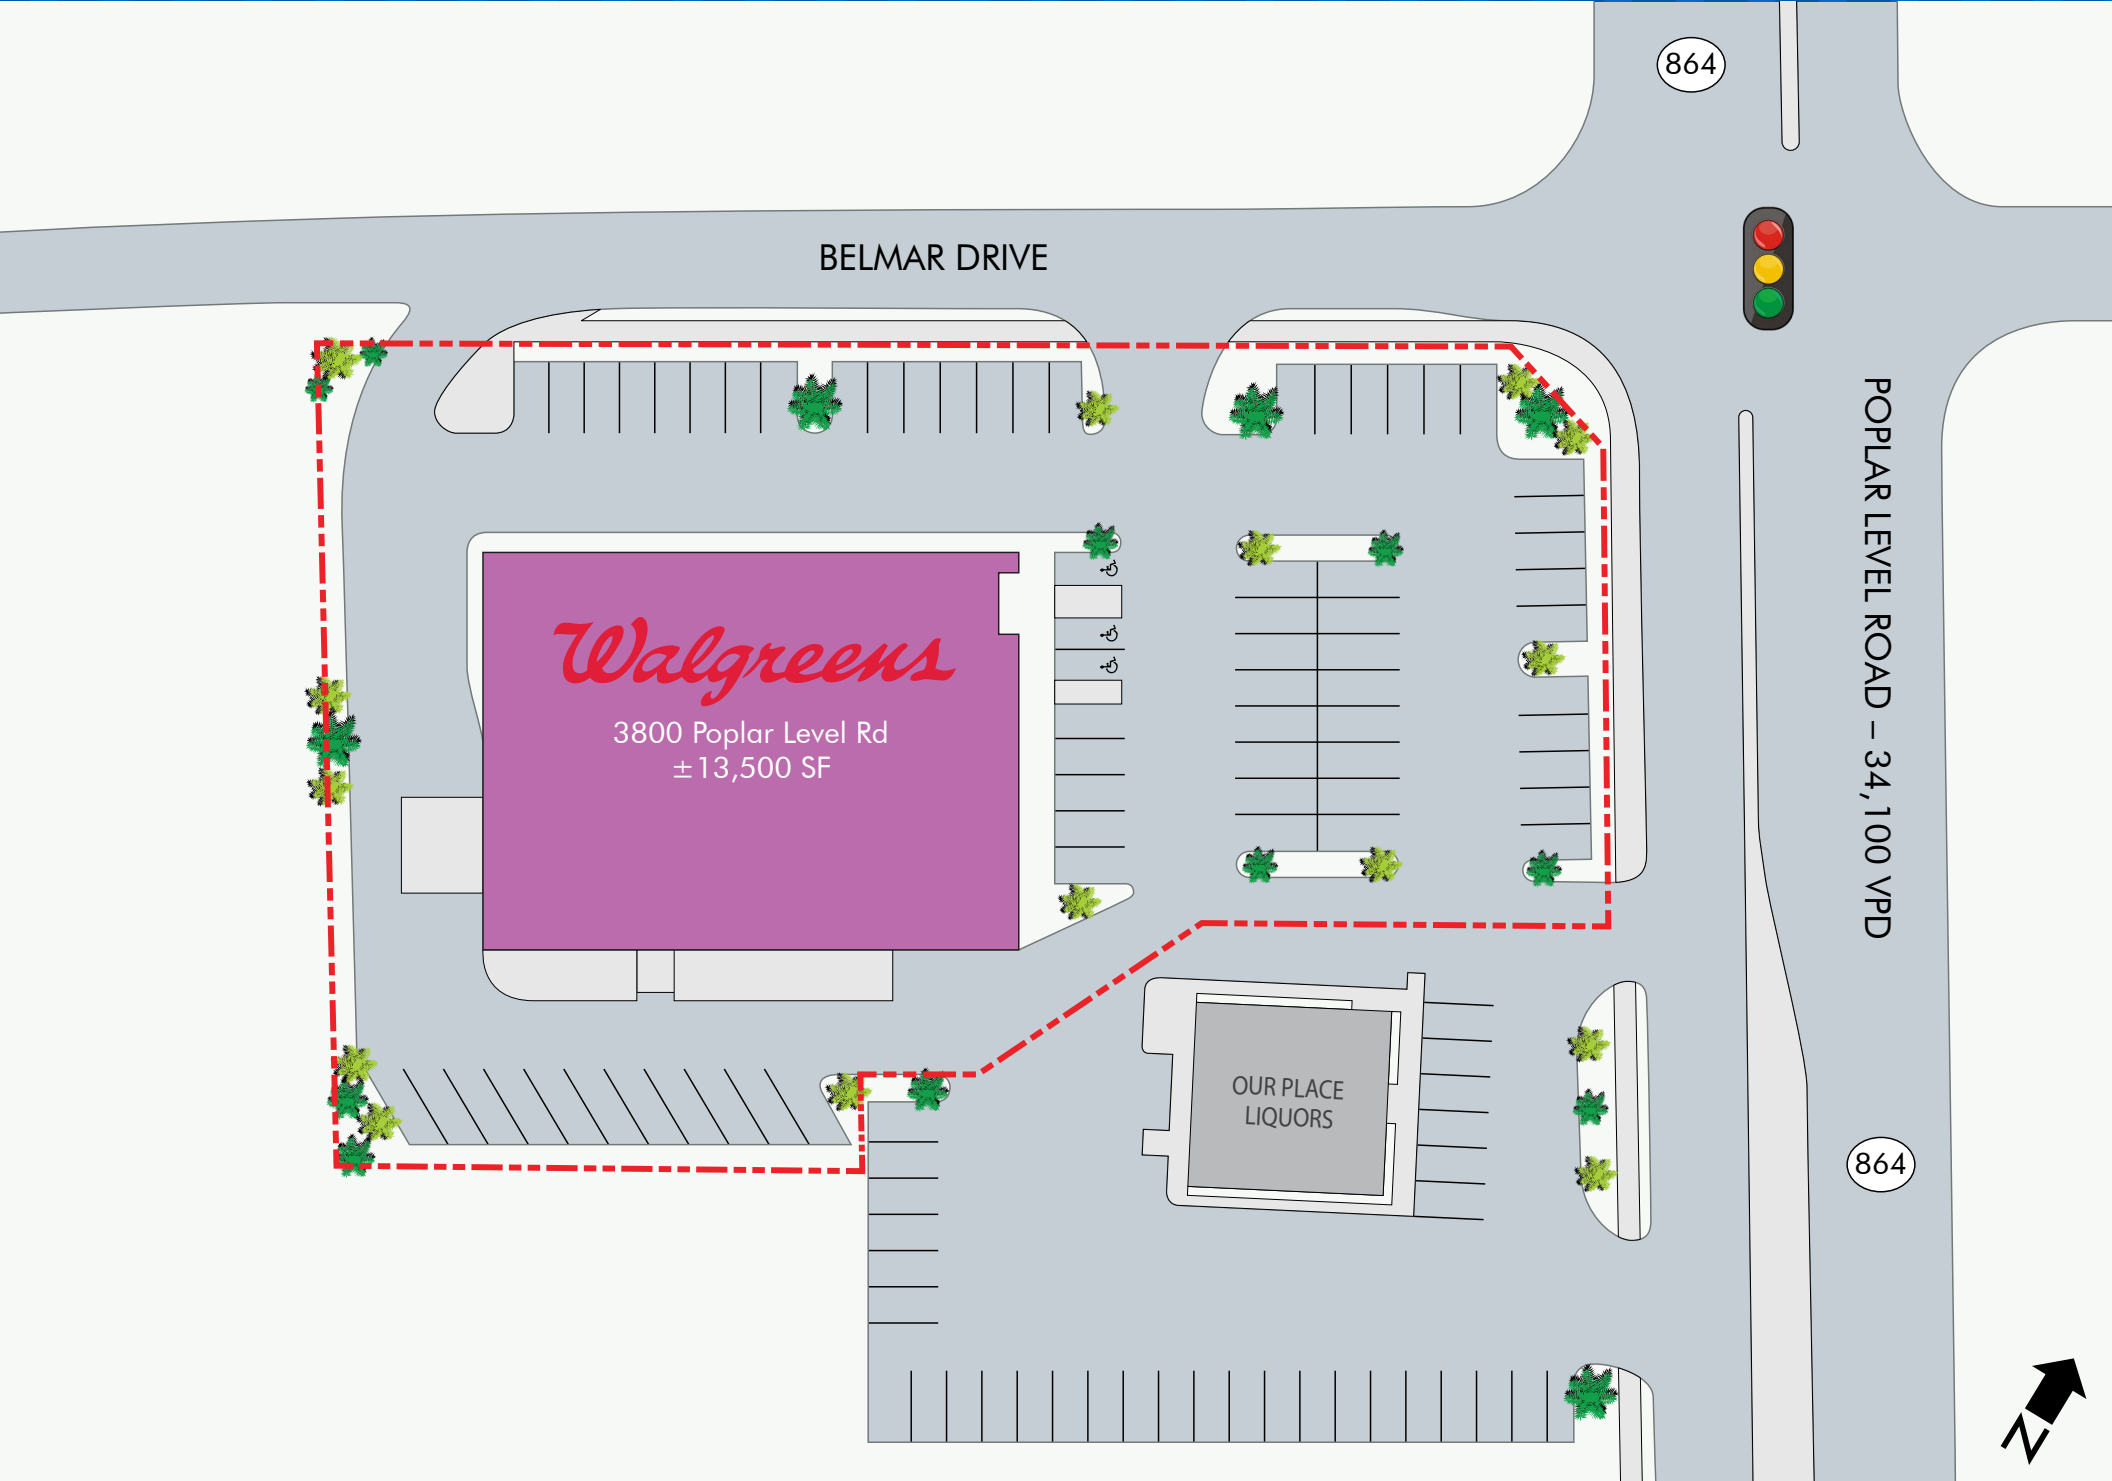 864
BELMAR DRIVE
POPLAR LEVEL ROAD – 34,100 VPD
Walgreens
3800 Poplar Level Rd
±13,500 SF
OUR PLACE
LIQUORS
864
N